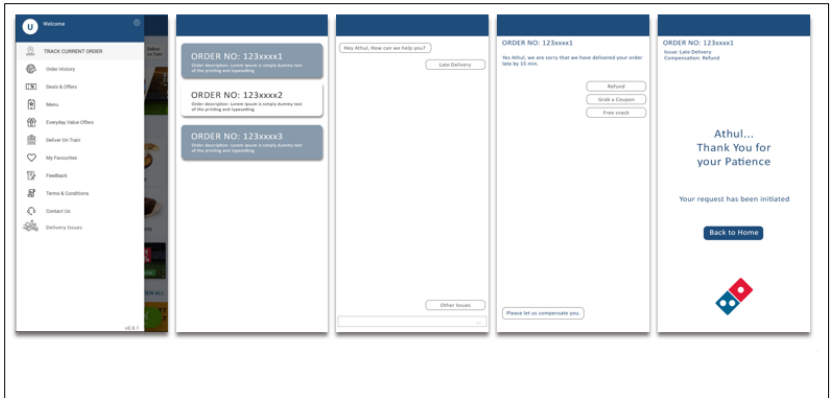 U
Welcome
TRACK CURRENT ORDER
Order History
Deals & Offers
Menu
Everyday Value Offers
Deliver On Train
My Favourites
Feedback
Terms & Conditions
Contact Us
Delivery Issues
v0.0.1
Deliver
on Train
ORDER NO: 123xxxx1
Order description: Lorem Ipsum is simply dummy text
of the printing and typesetting
ORDER NO: 123xxxx2
Order description: Lorem Ipsum is simply dummy text
of the printing and typesetting
ORDER NO: 123xxxx3
Order description: Lorem Ipsum is simply dummy text
of the printing and typesetting
Hey Athul, How can we help you?
Late Delivery
Other Issues
...
ORDER NO: 123xxxx1
Yes Athul, we are sorry that we have delivered your order
late by 15 min.
Refund
Grab a Coupon
Free snack
Please let us compensate you.
ORDER NO: 123xxxx1
Issue: Late Delivery
Compensation: Refund
Athul...
Thank You for
your Patience
Your request has been initiated
Back to Home